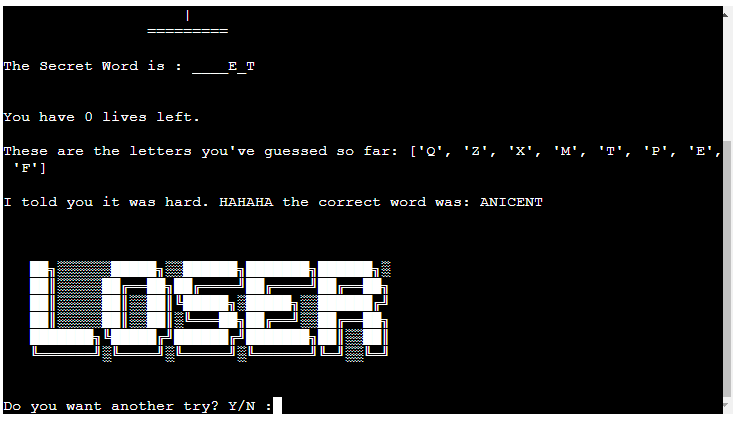 |
=========
The Secret Word is : ____E_T
You have 0 lives left.
These are the letters you've guessed so far: ['Q', 'Z', 'X', 'M', 'T', 'P', 'E',
'F']
I told you it was hard. HAHAHA the correct word was: ANICENT
LOSER
Do you want another try? Y/N :